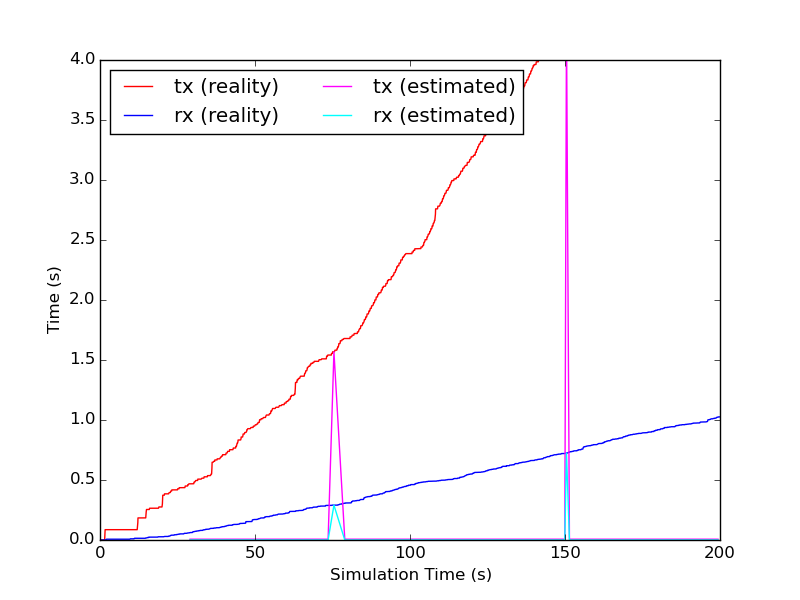 4.0
3.5
3.0
2.5
2.0
1.5
1.0
0.5
0.0
Time (s)
tx (reality) tx (estimated)
rx (reality) rx (estimated)
0 50 100 150 200
Simulation Time (s)